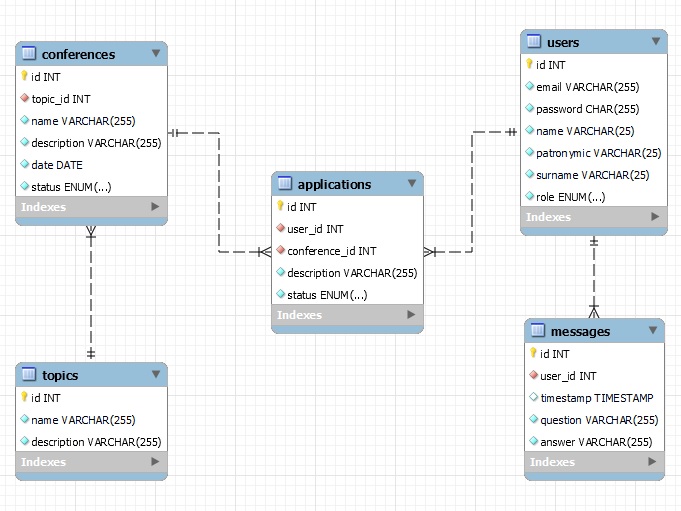 conferences
id INT
topic_id INT
name VARCHAR(255)
description VARCHAR(255)
date DATE
status ENUM(...)
Indexes
users
id INT
email VARCHAR(255)
password CHAR(255)
name VARCHAR(25)
patronymic VARCHAR(25)
surname VARCHAR(25)
role ENUM(...)
Indexes
applications
id INT
user_id INT
conference_id INT
description VARCHAR(255)
status ENUM(...)
Indexes
topics
id INT
name VARCHAR(255)
description VARCHAR(255)
Indexes
messages
id INT
user_id INT
timestamp TIMESTAMP
question VARCHAR(255)
answer VARCHAR(255)
Indexes